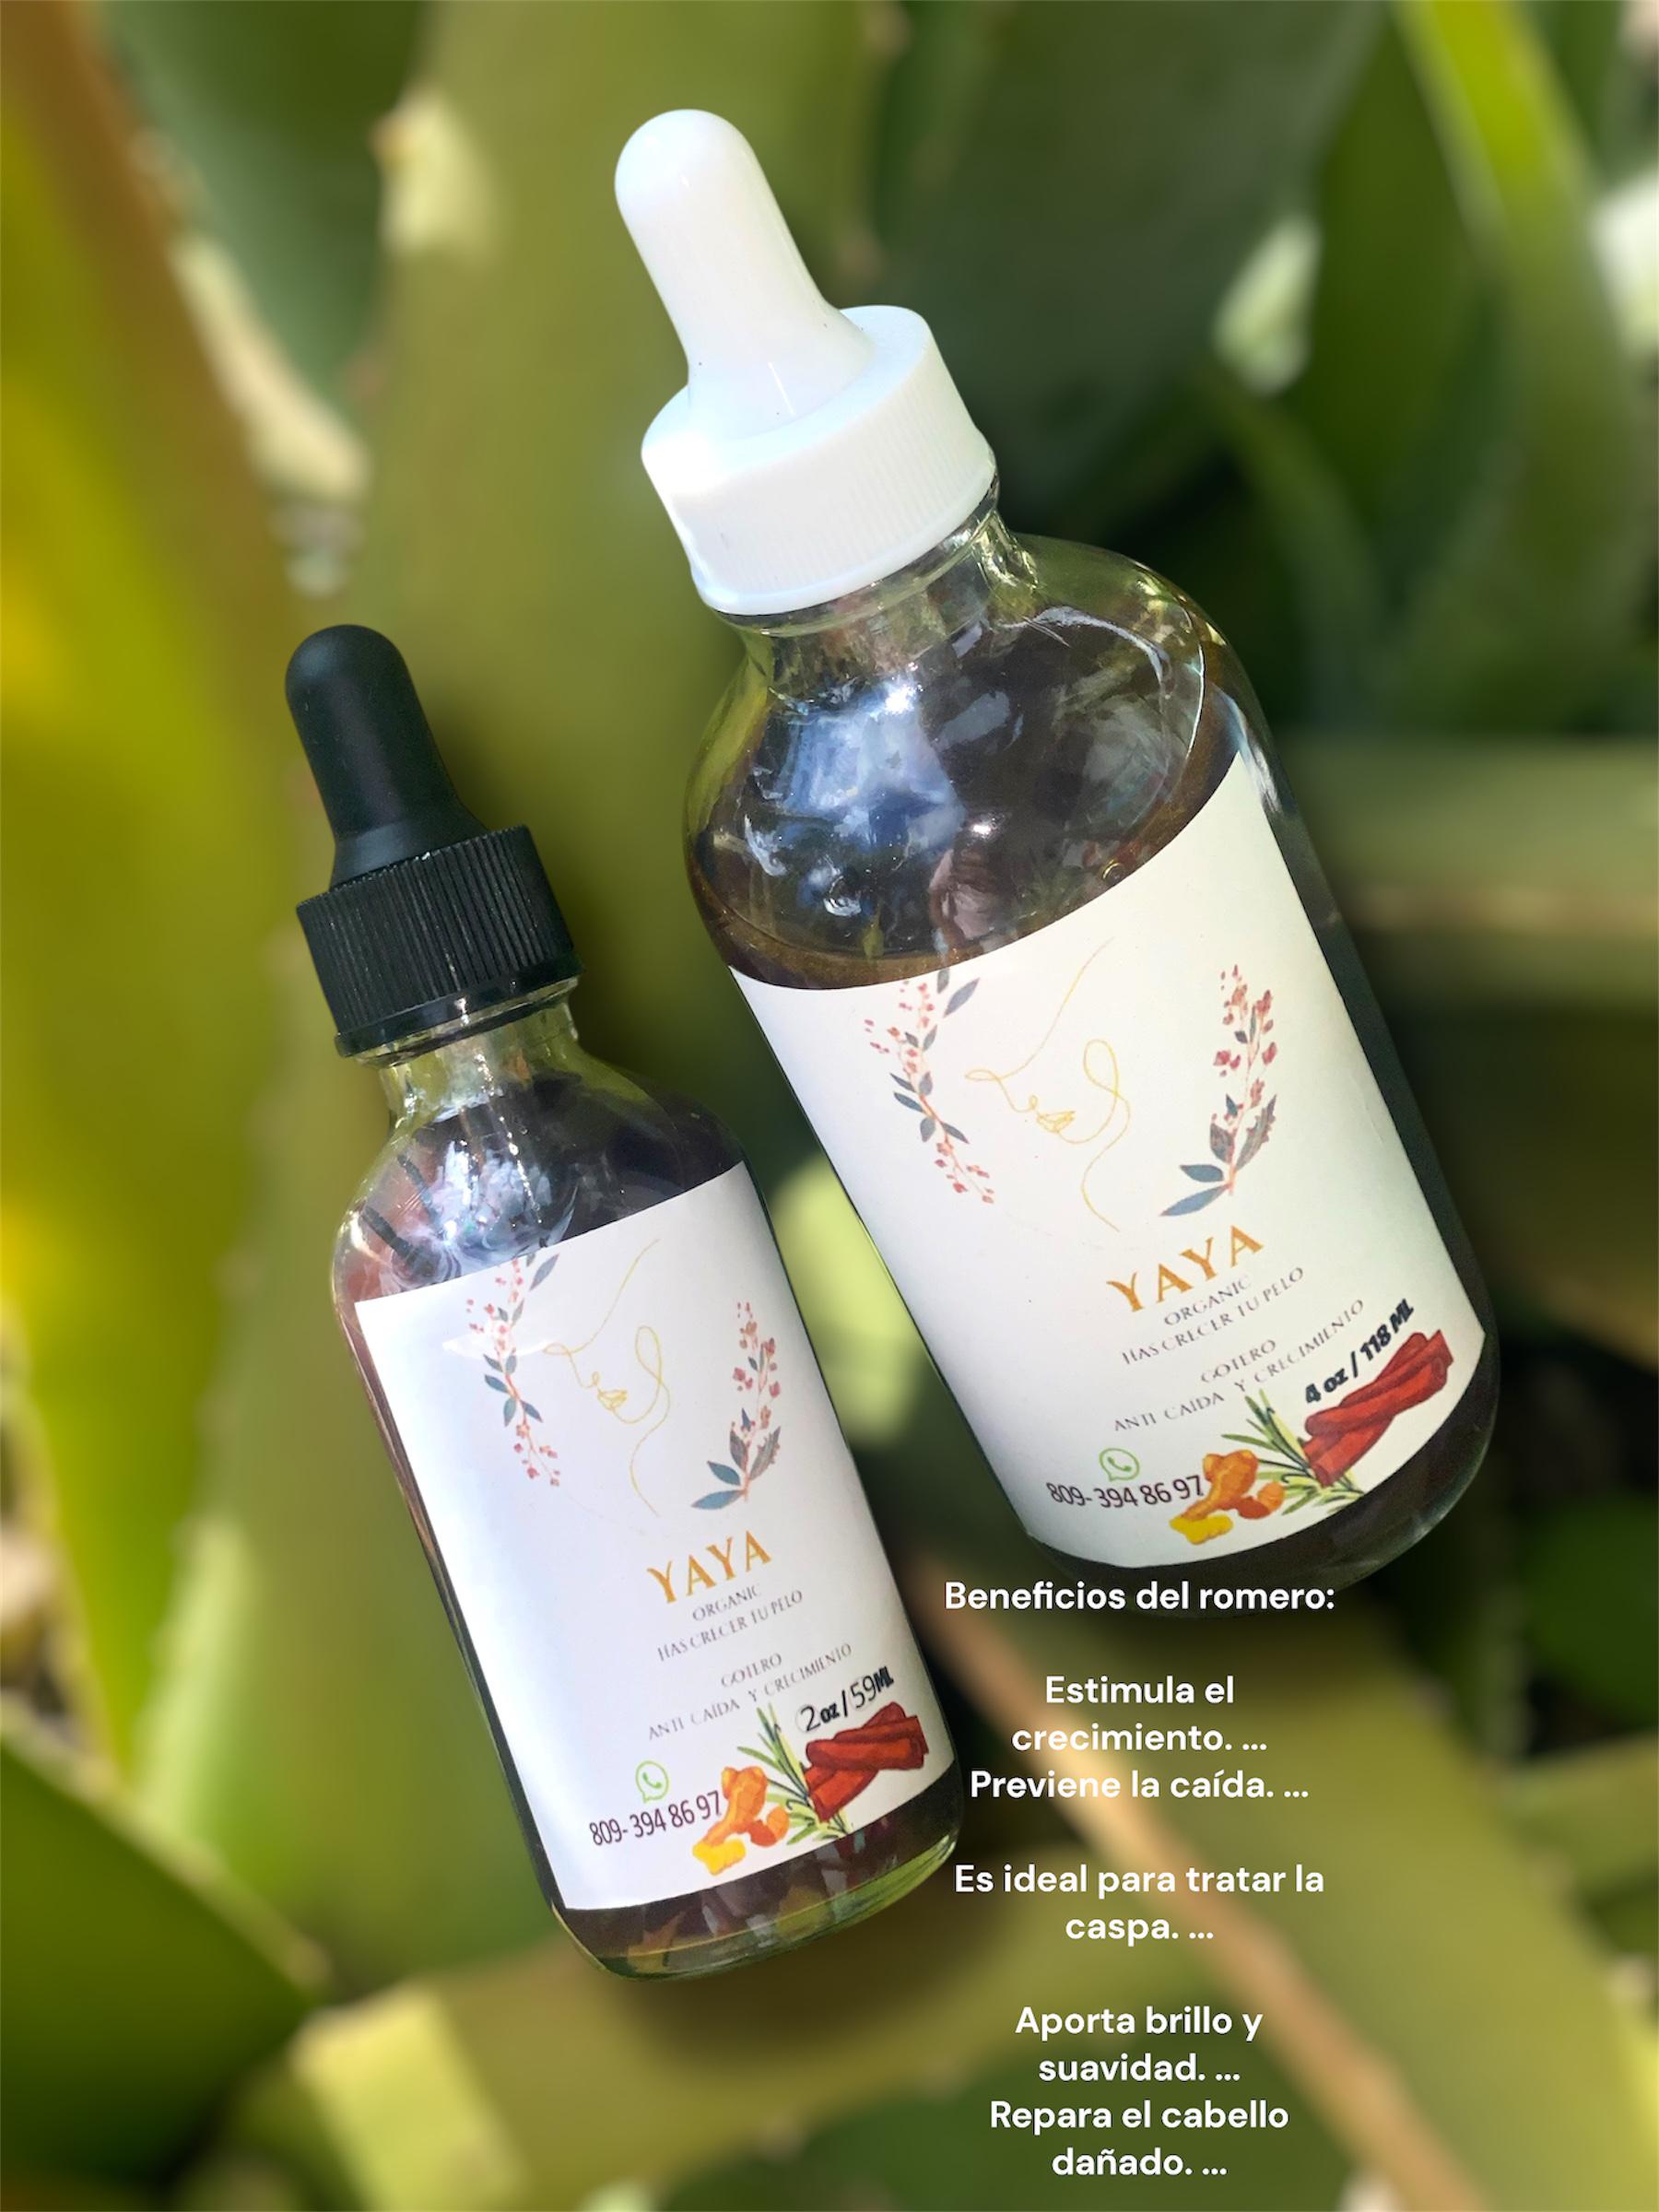 YAYA
ORGANIC
HAS CRECER TU PELO
GOTERO
ANTI CAÍDA Y CRECIMIENTO
4 oz / 118 ML
809- 394 86 97
YAYA
ORGANIC
HAS CRECER TU PELO
GOTERO
ANTI CAÍDA Y CRECIMIENTO
2 oz / 59 ML
809- 394 86 97
Beneficios del romero:
Estimula el
crecimiento. ...
Previene la caída. ...
Es ideal para tratar la
caspa. ...
Aporta brillo y
suavidad. ...
Repara el cabello
dañado. ...